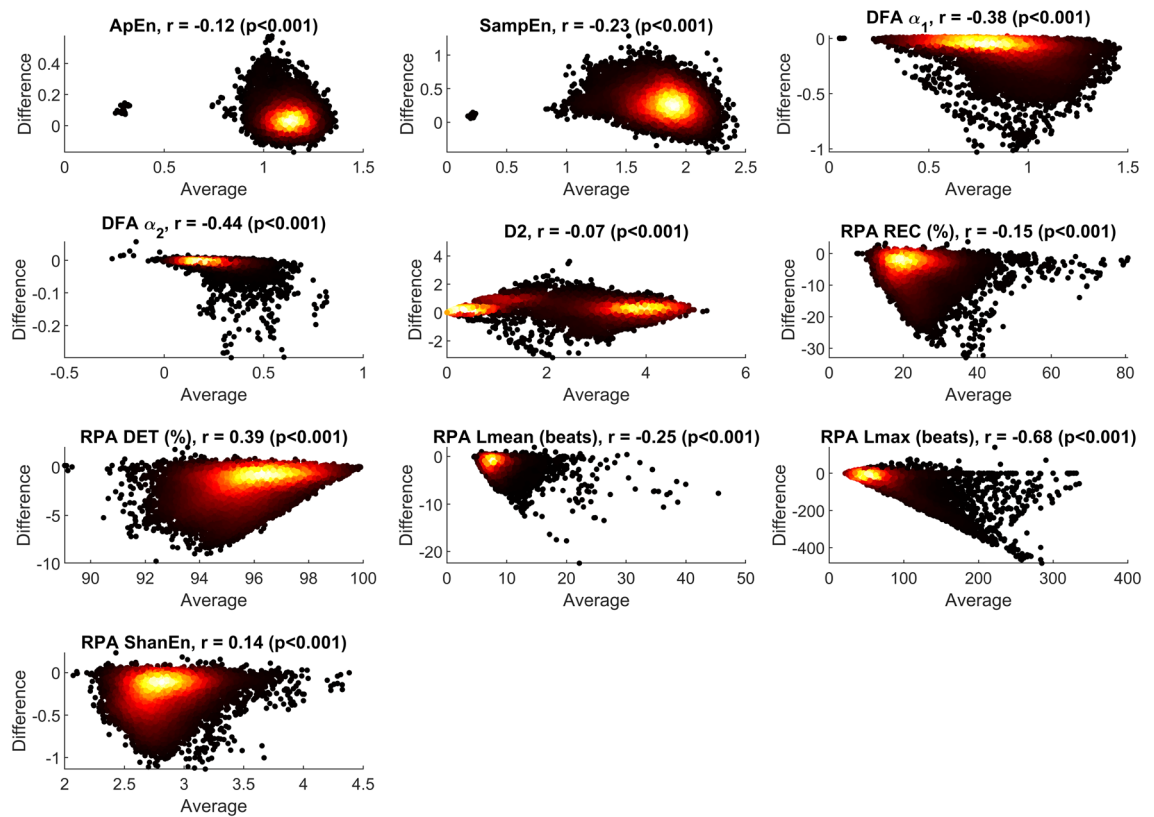 ApEn, r = -0.12 (p<0.001)
Difference
0.4
0.2
0
0
0.5
1
1.5
Average
SampEn, r = -0.23 (p<0.001)
Difference
1
0.5
0
0
1
1.5
2
2.5
Average
DFA α1, r = -0.38 (p<0.001)
Difference
0
-0.5
-1
0
0.5
1
1.5
Average
DFA α2, r = -0.44 (p<0.001)
Difference
0
-0.1
-0.2
-0.5
0
0.5
1
Average
D2, r = -0.07 (p<0.001)
Difference
4
2
0
-2
0
2
4
6
Average
RPA REC (%), r = -0.15 (p<0.001)
Difference
0
-10
-20
-30
0
20
40
60
80
Average
RPA DET (%), r = 0.39 (p<0.001)
Difference
0
-5
-10
90
92
94
96
98
100
Average
RPA Lmean (beats), r = -0.25 (p<0.001)
Difference
0
-10
-20
0
10
20
30
40
50
Average
RPA Lmax (beats), r = -0.68 (p<0.001)
Difference
0
-200
-400
0
100
200
300
400
Average
RPA ShanEn, r = 0.14 (p<0.001)
Difference
0
-0.5
-1
2
2.5
3
3.5
4
4.5
Average